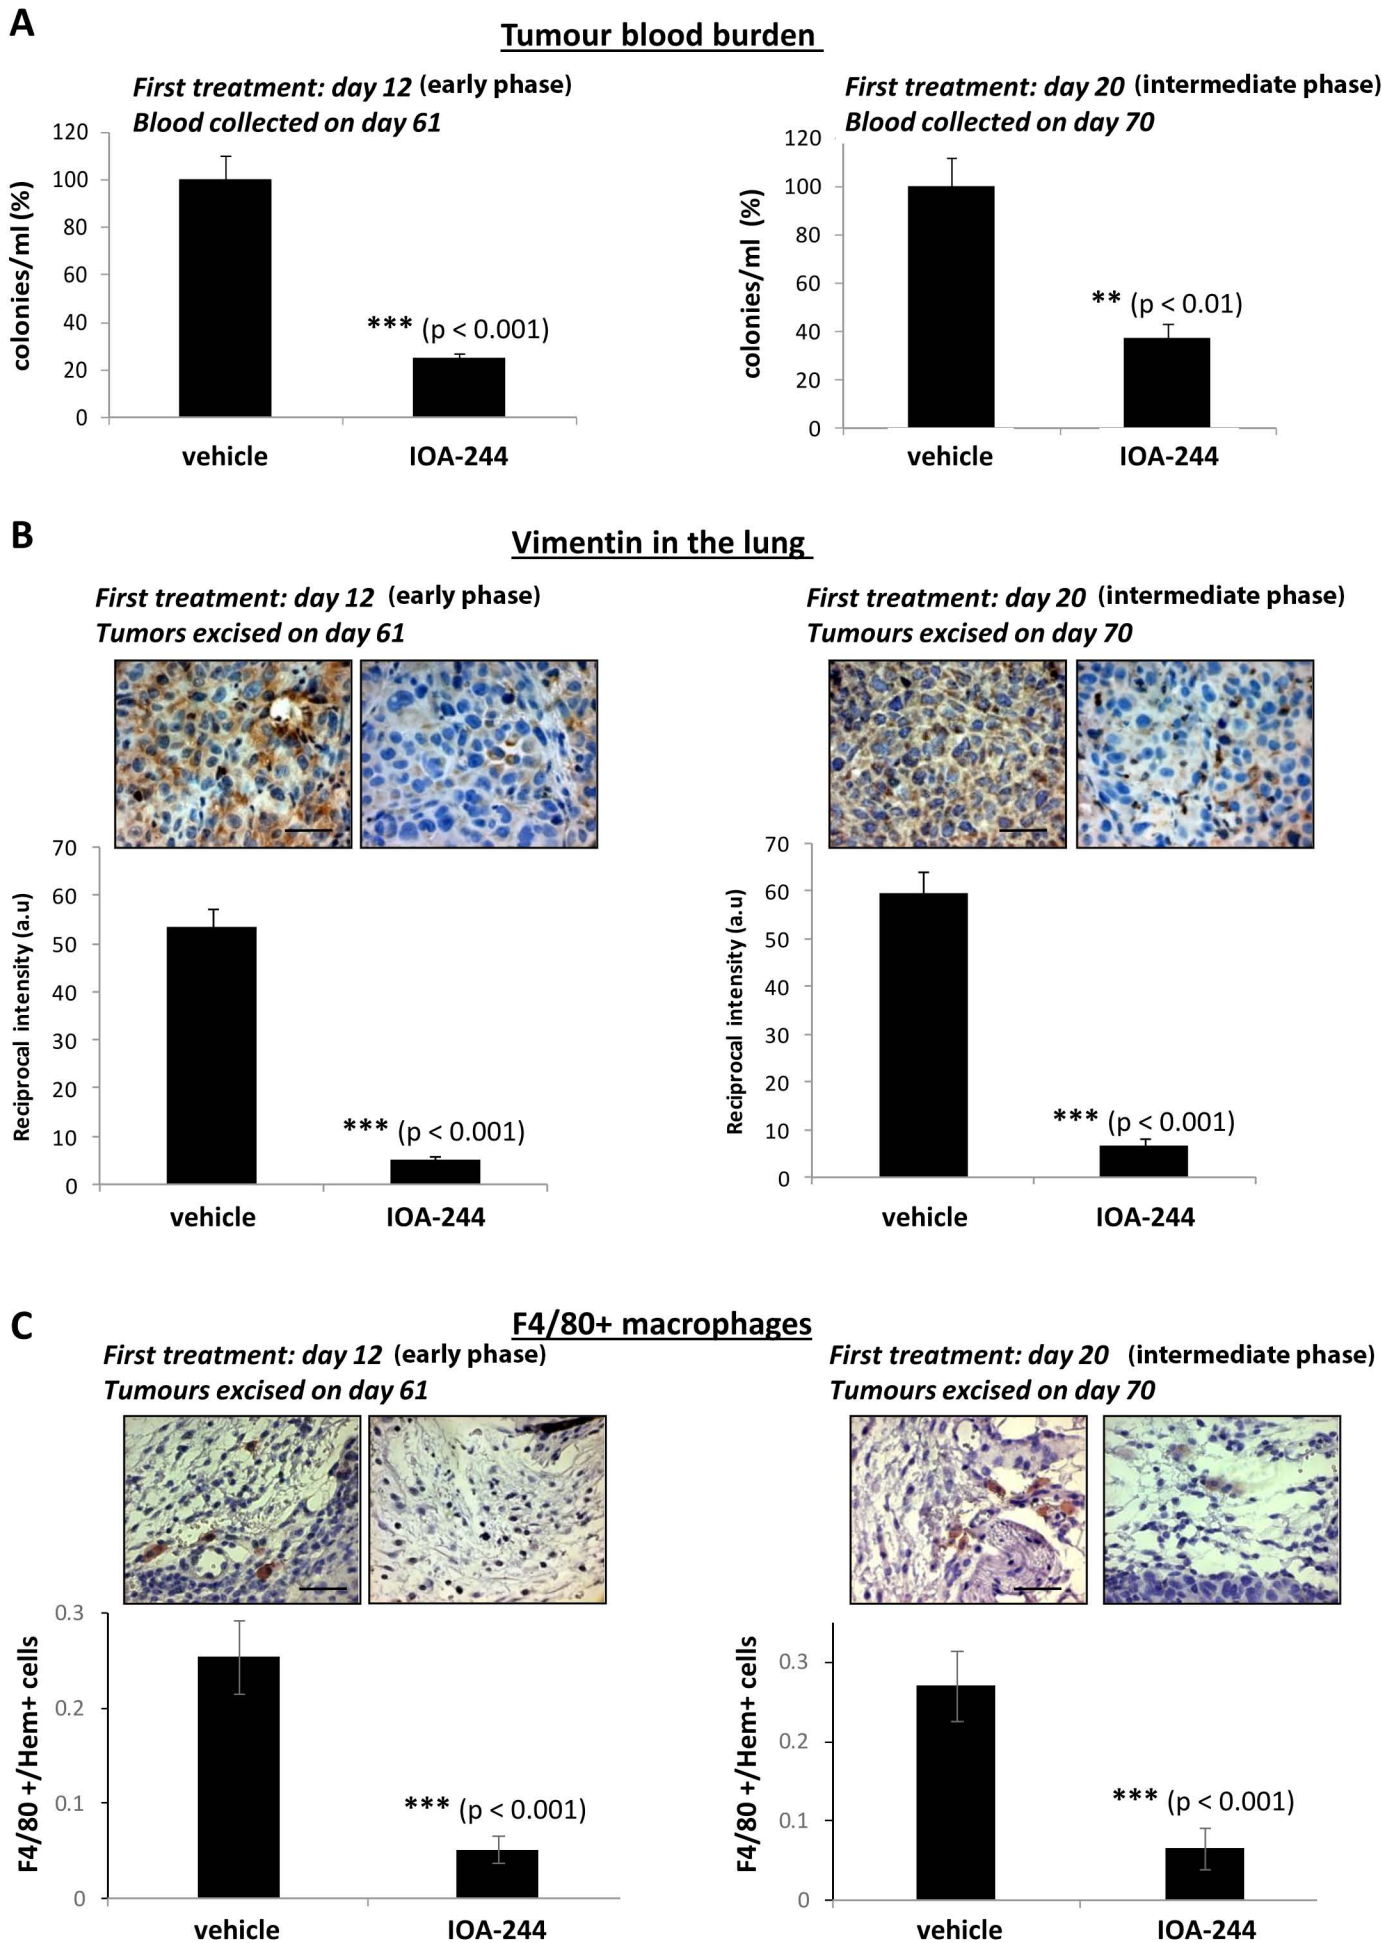 A
Tumour blood burden
First treatment: day 12 (early phase)
Blood collected on day 61
colonies/ml (%)
120
100
80
60
40
20
0
*** (p < 0.001)
vehicle
IOA-244
First treatment: day 20 (intermediate phase)
Blood collected on day 70
colonies/ml (%)
120
100
80
60
40
20
0
** (p < 0.01)
vehicle
IOA-244
B
Vimentin in the lung
First treatment: day 12 (early phase)
Tumors excised on day 61
Reciprocal intensity (a.u)
70
60
50
40
30
20
10
0
*** (p < 0.001)
vehicle
IOA-244
First treatment: day 20 (intermediate phase)
Tumours excised on day 70
Reciprocal intensity (a.u)
70
60
50
40
30
20
10
0
*** (p < 0.001)
vehicle
IOA-244
C
F4/80+ macrophages
First treatment: day 12 (early phase)
Tumours excised on day 61
F4/80 +/Hem+ cells
0.3
0.2
0.1
0
*** (p < 0.001)
vehicle
IOA-244
First treatment: day 20 (intermediate phase)
Tumours excised on day 70
F4/80 +/Hem+ cells
0.3
0.2
0.1
0
*** (p < 0.001)
vehicle
IOA-244